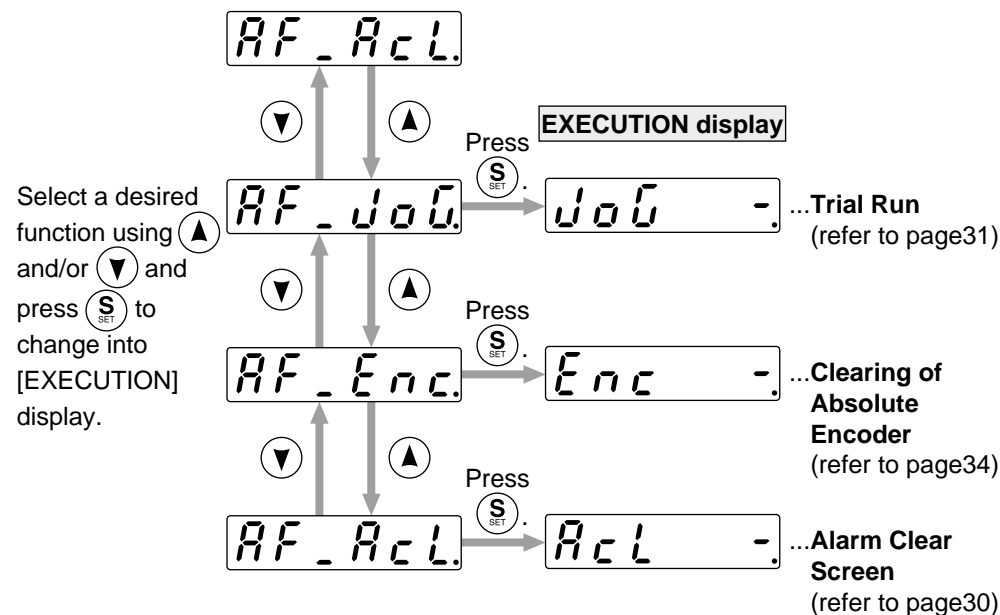 AF_AcL.
EXECUTION display
Press
S
SET
.
Select a desired
function using
and/or and
press S SET to
change into
[EXECUTION]
display.
AF_JoG.
JoG -.
...Trial Run
(refer to page31)
Press
S
SET
.
AF_Enc.
Enc -.
...Clearing of
Absolute
Encoder
(refer to page34)
Press
S
SET
.
AF_AcL.
AcL -.
...Alarm Clear
Screen
(refer to page30)